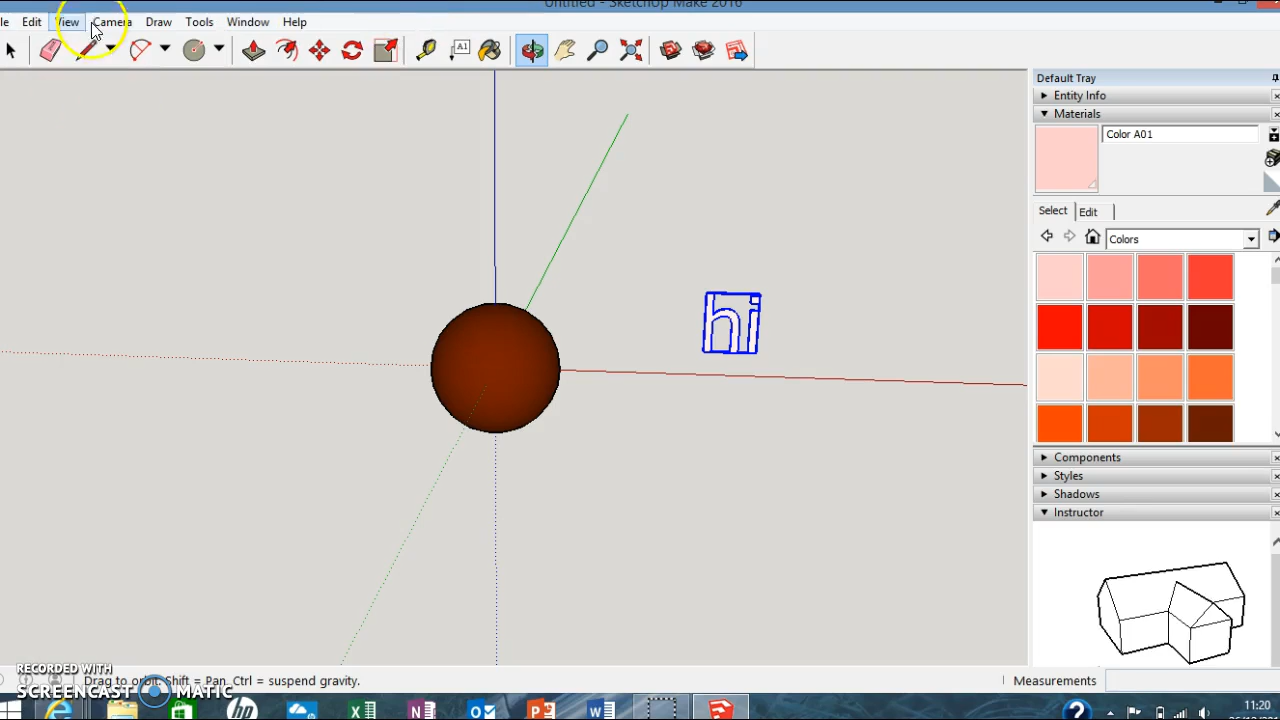 Untitled - SketchUp Make 2016
le Edit View Camera Draw Tools Window Help
A1
Default Tray
Entity Info
Materials
Color A01
Select Edit
Colors
hi
Components
Styles
Shadows
Instructor
RECORDED WITH
SCREENCAST MATIC
Drag to orbit. Shift = Pan, Ctrl = suspend gravity.
Measurements
11:20